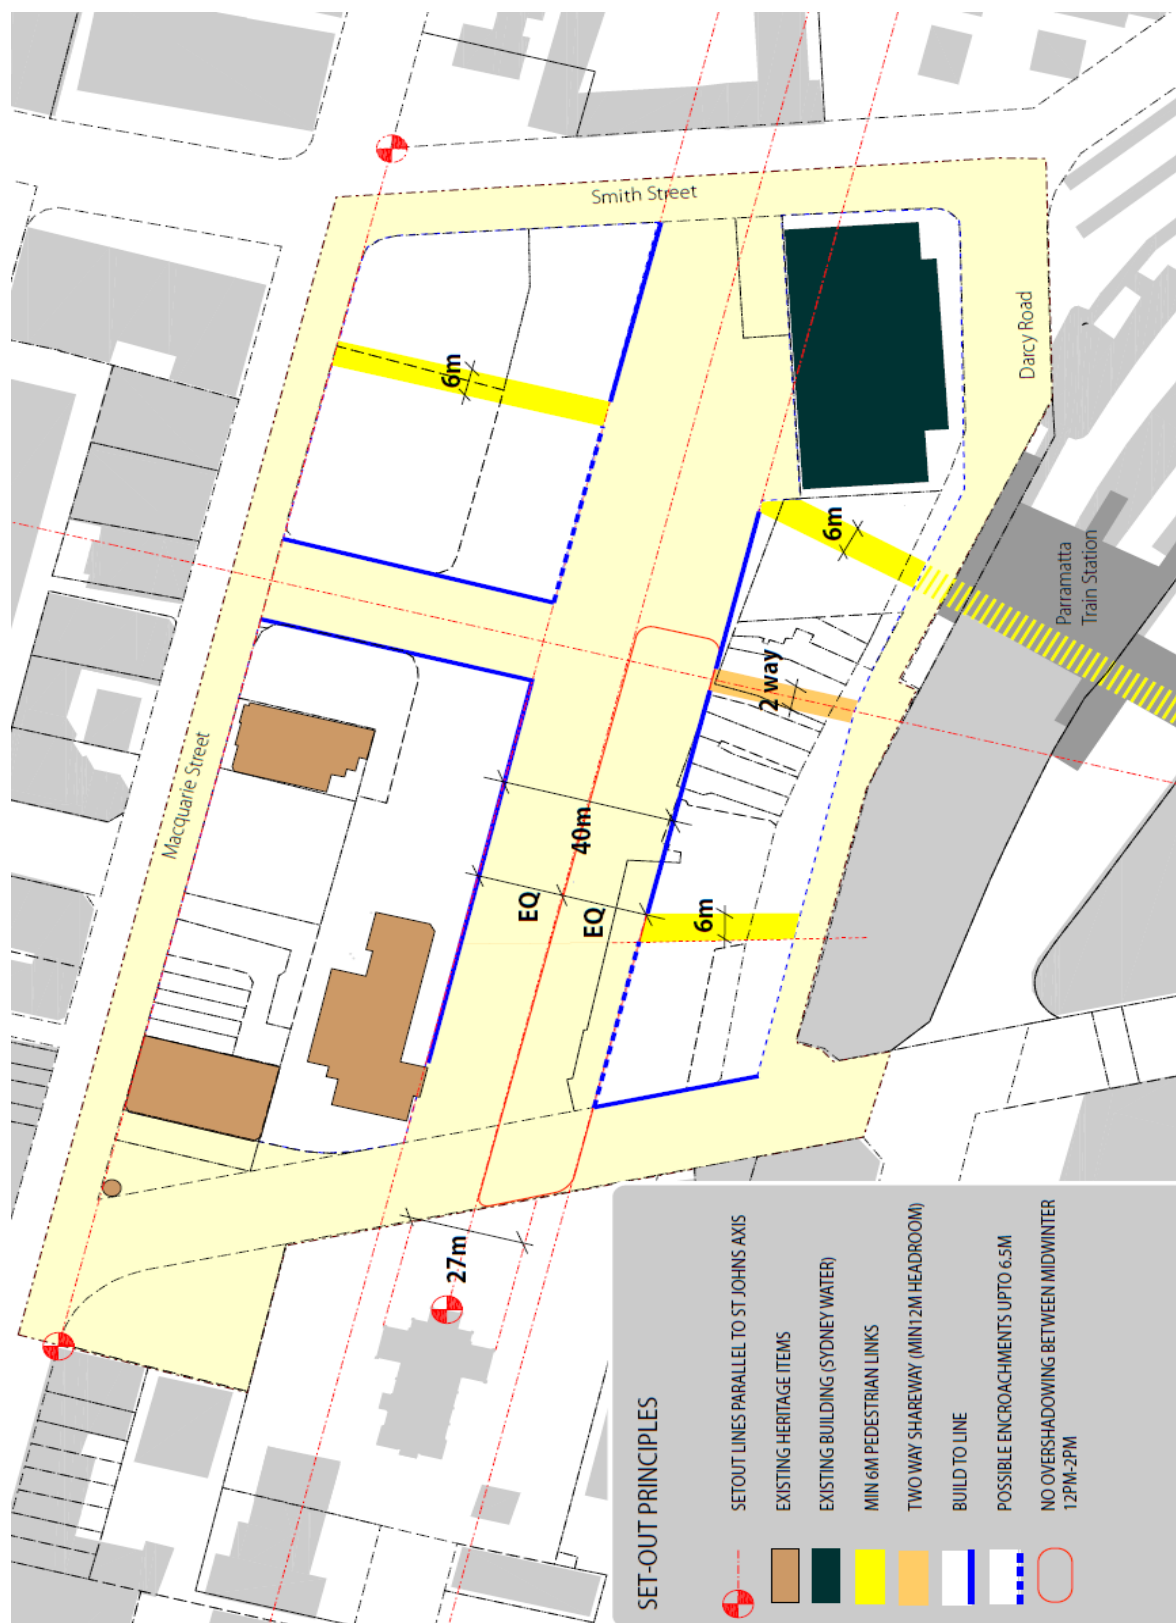 Smith Street
Darcy Road
Macquarie Street
Parramatta
Train Station
6m
6m
2 way
40m
EQ
EQ
6m
27m
SET-OUT PRINCIPLES
SETOUT LINES PARALLEL TO ST JOHNS AXIS
EXISTING HERITAGE ITEMS
EXISTING BUILDING (SYDNEY WATER)
MIN 6M PEDESTRIAN LINKS
TWO WAY SHAREWAY (MIN12M HEADROOM)
BUILD TO LINE
POSSIBLE ENCROACHMENTS UPTO 6.5M
NO OVERSHADOWING BETWEEN MIDWINTER
12PM-2PM